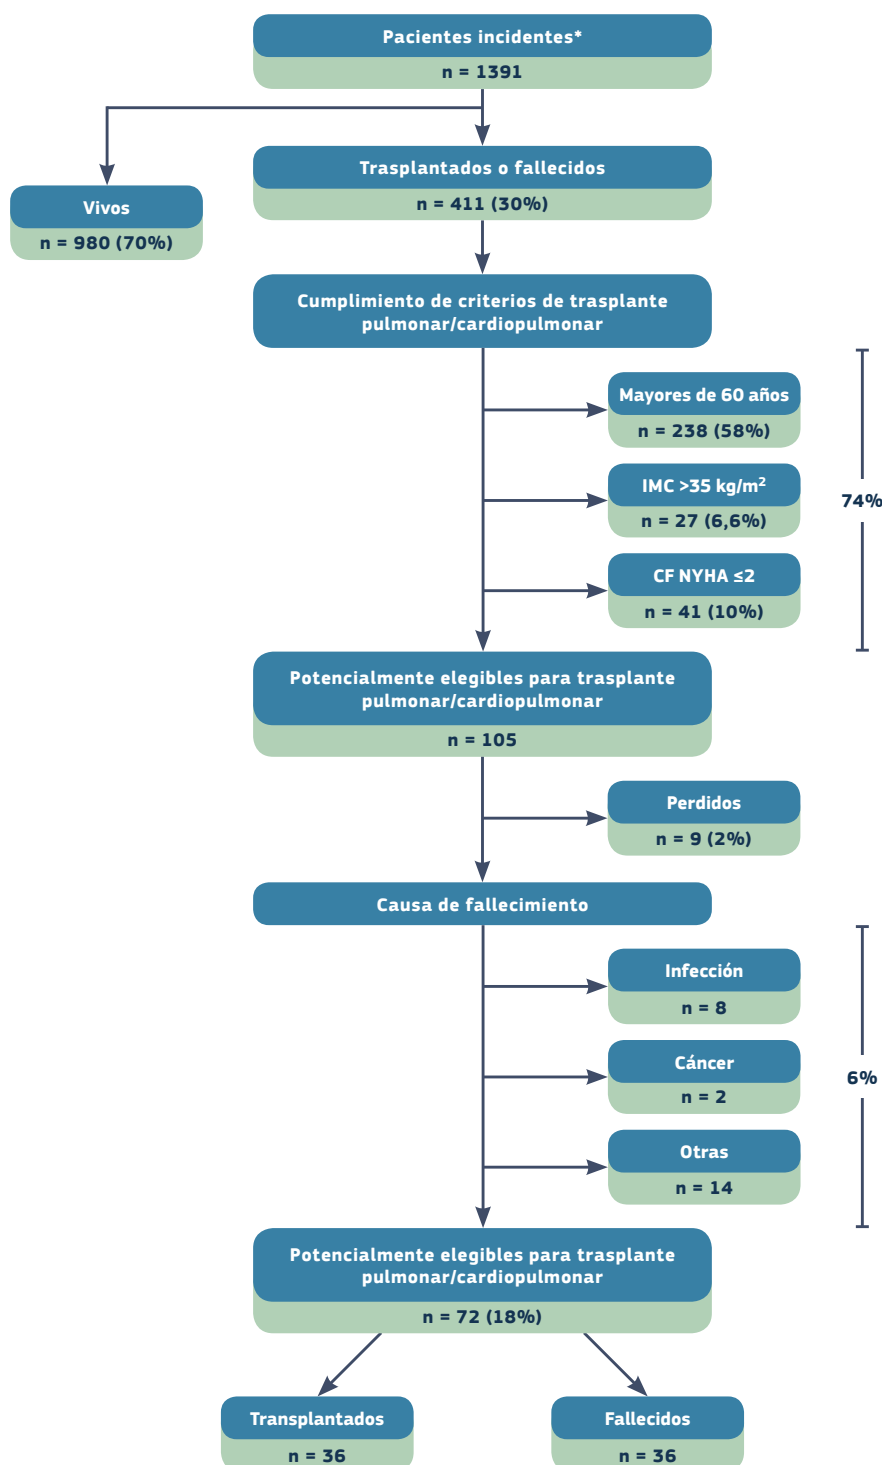 Pacientes incidentes*
n = 1391
Trasplantados o fallecidos
n = 411 (30%)
Vivos
n = 980 (70%)
Cumplimiento de criterios de trasplante
pulmonar/cardiopulmonar
Mayores de 60 años
n = 238 (58%)
IMC >35 kg/m²
n = 27 (6,6%)
74%
CF NYHA ≤2
n = 41 (10%)
Potencialmente elegibles para trasplante
pulmonar/cardiopulmonar
n = 105
Perdidos
n = 9 (2%)
Causa de fallecimiento
Infección
n = 8
Cáncer
n = 2
6%
Otras
n = 14
Potencialmente elegibles para trasplante
pulmonar/cardiopulmonar
n = 72 (18%)
Transplantados
n = 36
Fallecidos
n = 36